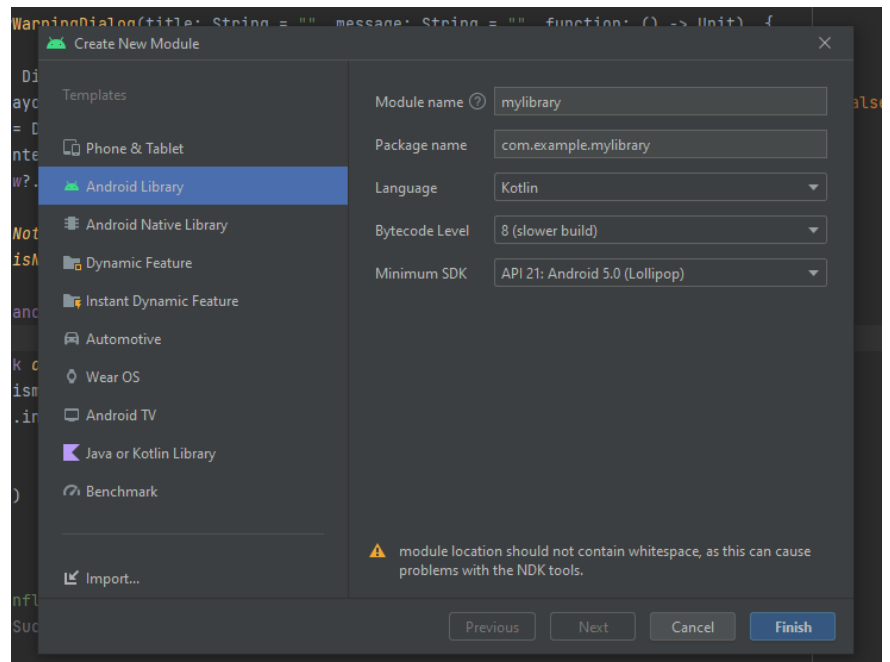 WarningDialog(title: String = "", message: String = "", function: () -> Unit) {
Create New Module
Templates
Phone & Tablet
Android Library
Android Native Library
Dynamic Feature
Instant Dynamic Feature
Automotive
Wear OS
Android TV
Java or Kotlin Library
Benchmark
Import...
Module name
mylibrary
Package name
com.example.mylibrary
Language
Kotlin
Bytecode Level
8 (slower build)
Minimum SDK
API 21: Android 5.0 (Lollipop)
module location should not contain whitespace, as this can cause
problems with the NDK tools.
Previous
Next
Cancel
Finish